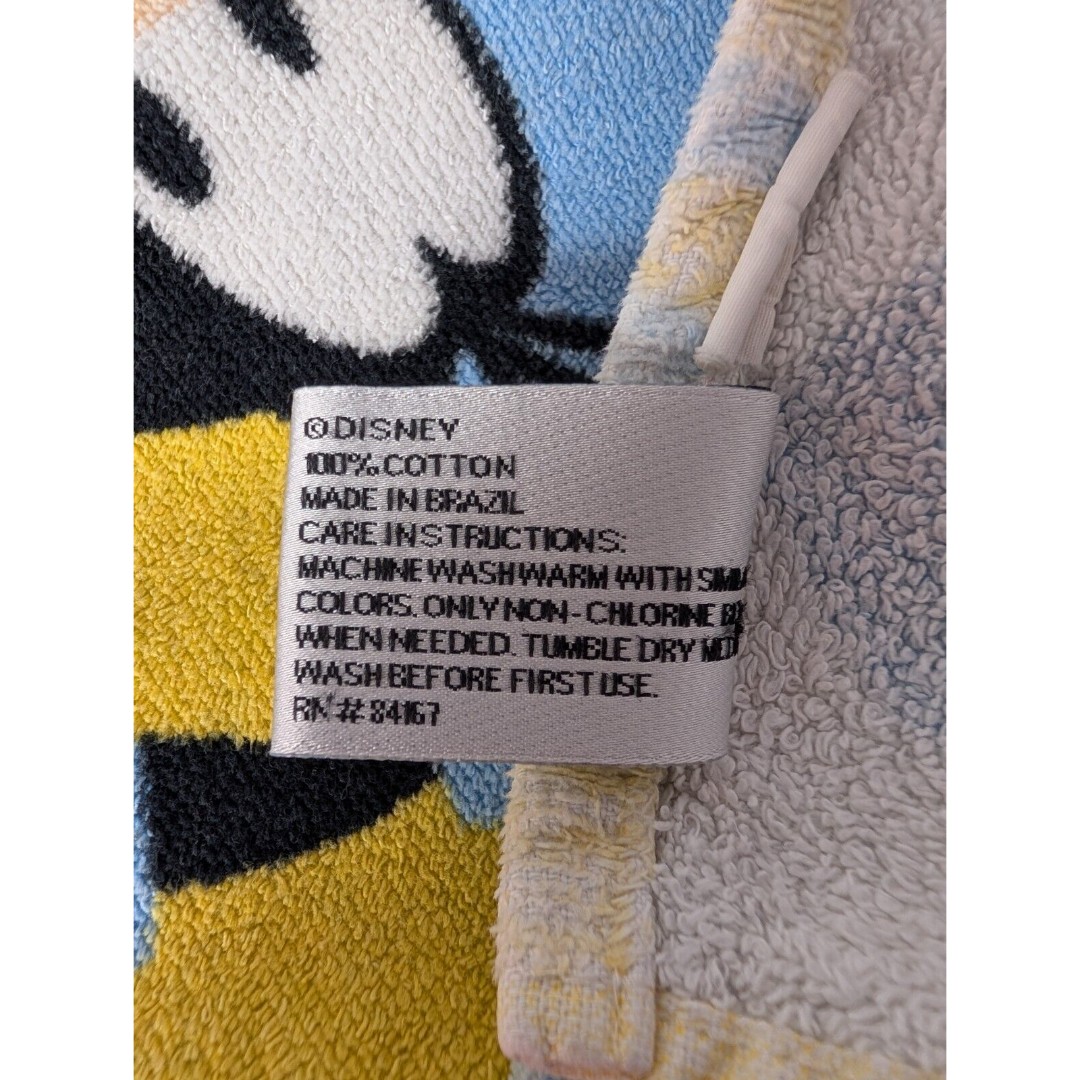 ©DISNEY
100% COTTON
MADE IN BRAZIL
CARE INSTRUCTIONS:
MACHINE WASH WARM WITH
COLORS. ONLY NON-CHLORINE
WHEN NEEDED. TUMBLE DRY
WASH BEFORE FIRST USE.
RN# 84167